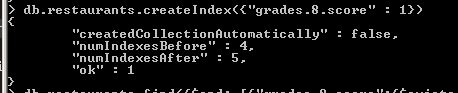 db.restaurants.createIndex({"grades.8.score" : 1})
{
"createdCollectionAutomatically" : false,
"numIndexesBefore" : 4,
"numIndexesAfter" : 5,
"ok" : 1
}